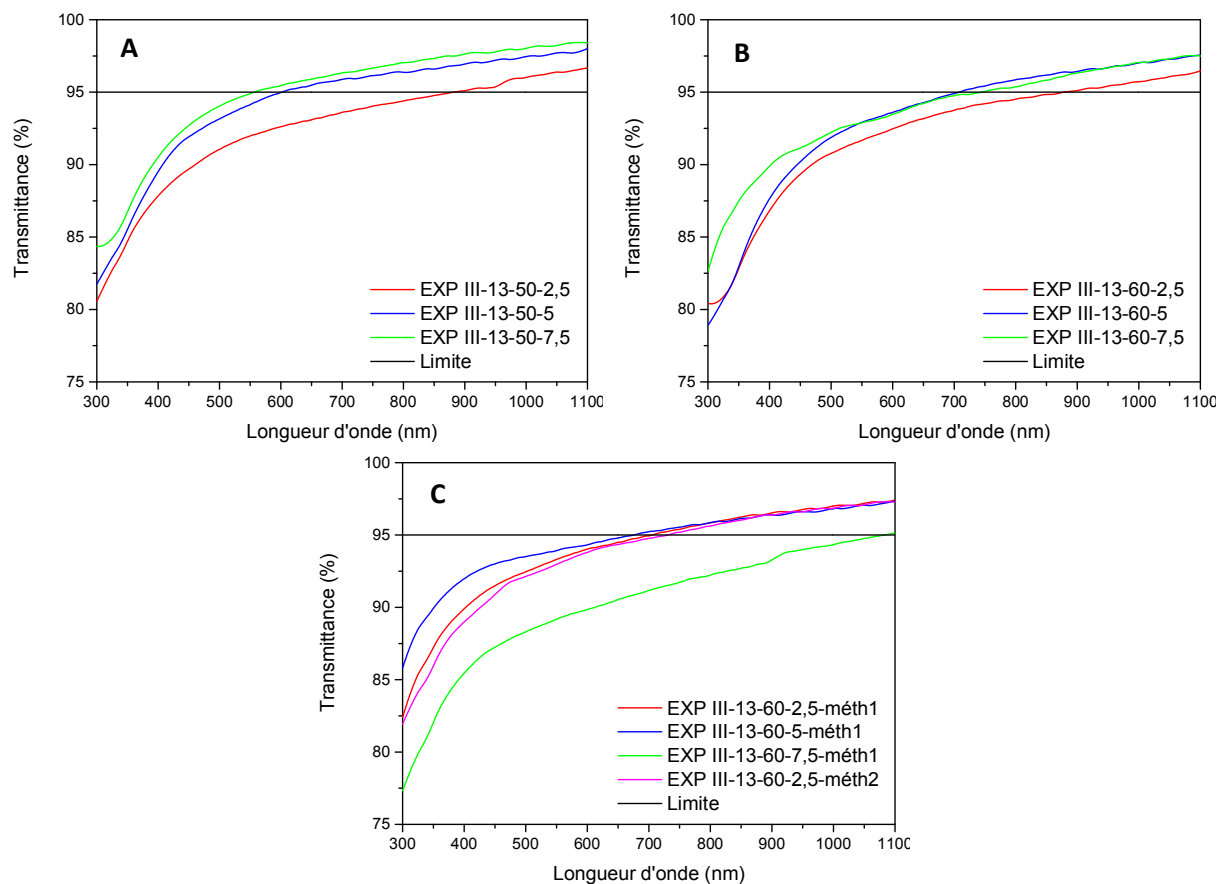 A
100
95
90
85
80
75
Transmittance (%)
EXP III-13-50-2,5
EXP III-13-50-5
EXP III-13-50-7,5
Limite
300 400 500 600 700 800 900 1000 1100
Longueur d'onde (nm)
B
100
95
90
85
80
75
Transmittance (%)
EXP III-13-60-2,5
EXP III-13-60-5
EXP III-13-60-7,5
Limite
300 400 500 600 700 800 900 1000 1100
Longueur d'onde (nm)
C
100
95
90
85
80
75
Transmittance (%)
EXP III-13-60-2,5-méth1
EXP III-13-60-5-méth1
EXP III-13-60-7,5-méth1
EXP III-13-60-2,5-méth2
Limite
300 400 500 600 700 800 900 1000 1100
Longueur d'onde (nm)